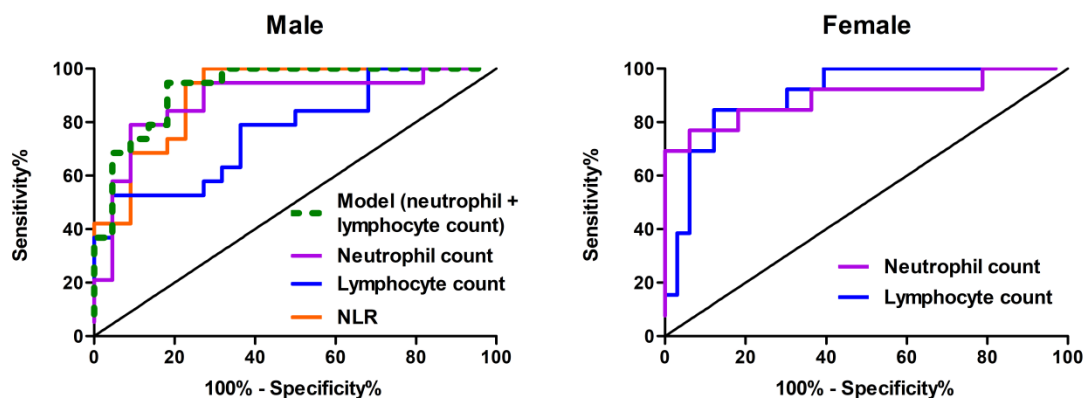 Male
Sensitivity%
100
80
60
40
20
0
Model (neutrophil +
lymphocyte count)
Neutrophil count
Lymphocyte count
NLR
0 20 40 60 80 100
100% - Specificity%
Female
Sensitivity%
100
80
60
40
20
0
Neutrophil count
Lymphocyte count
0 20 40 60 80 100
100% - Specificity%